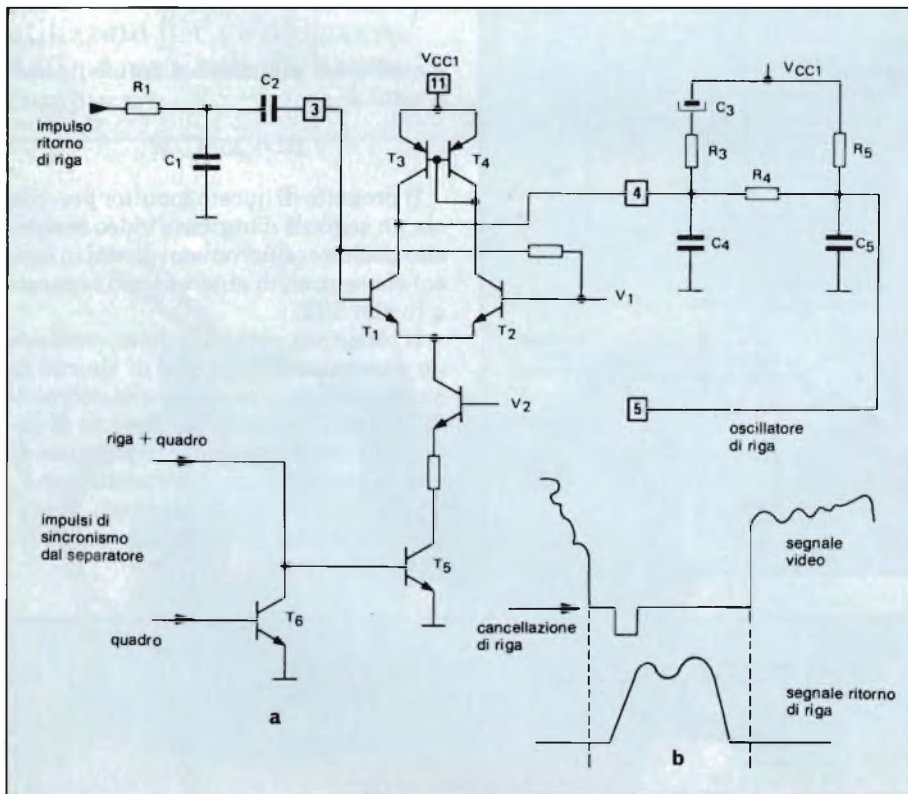 VCC1
11
R1
C2
3
impulso
ritorno
di riga
C1
T3
T4
VCC1
C3
R3
R5
4
R4
C4
C5
T1
T2
V1
V2
5
oscillatore
di riga
riga + quadro
impulsi di
sincronismo
dal separatore
T5
T6
quadro
a
segnale
video
cancellazione
di riga
segnale ritorno
di riga
b